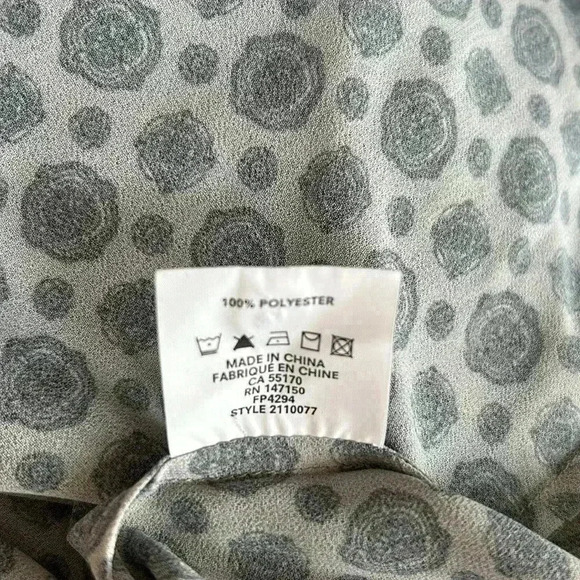 100% POLYESTER
MADE IN CHINA
FABRIQUÉ EN CHINE
CA 55170
RN 147150
FP4294
STYLE 2110077